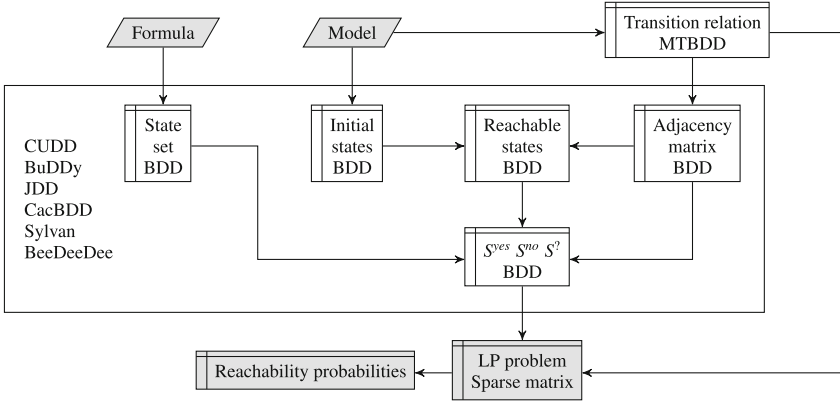 Transition relation
MTBDD
Formula
Model
CUDD
BuDDy
JDD
CacBDD
Sylvan
BeeDeeDee
State
set
BDD
Initial
states
BDD
Reachable
states
BDD
Adjacency
matrix
BDD
S^yes S^no S^?
BDD
LP problem
Sparse matrix
Reachability probabilities